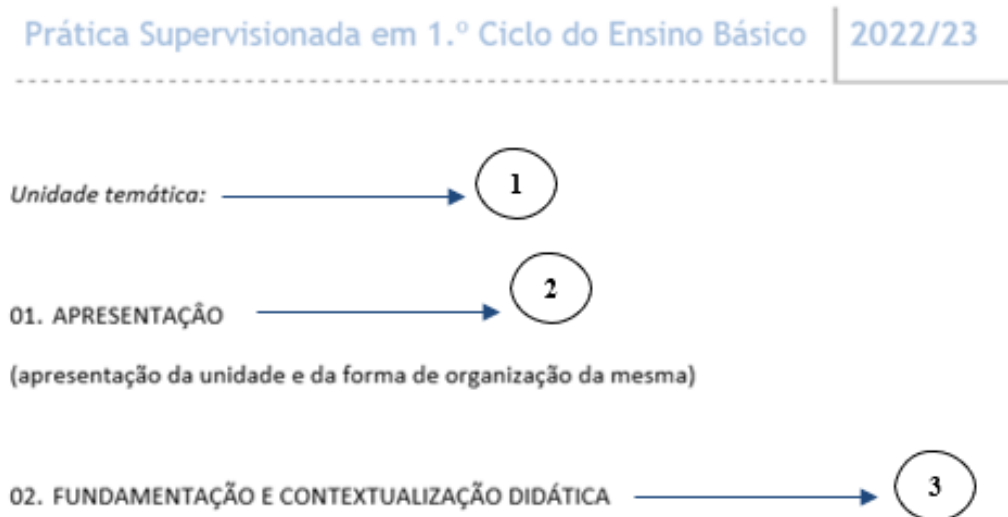 Prática Supervisionada em 1.º Ciclo do Ensino Básico 2022/23
Unidade temática: 1
2
01. APRESENTAÇÂO
(apresentação da unidade e da forma de organização da mesma)
02. FUNDAMENTAÇÃO E CONTEXTUALIZAÇÃO DIDÁTICA 3